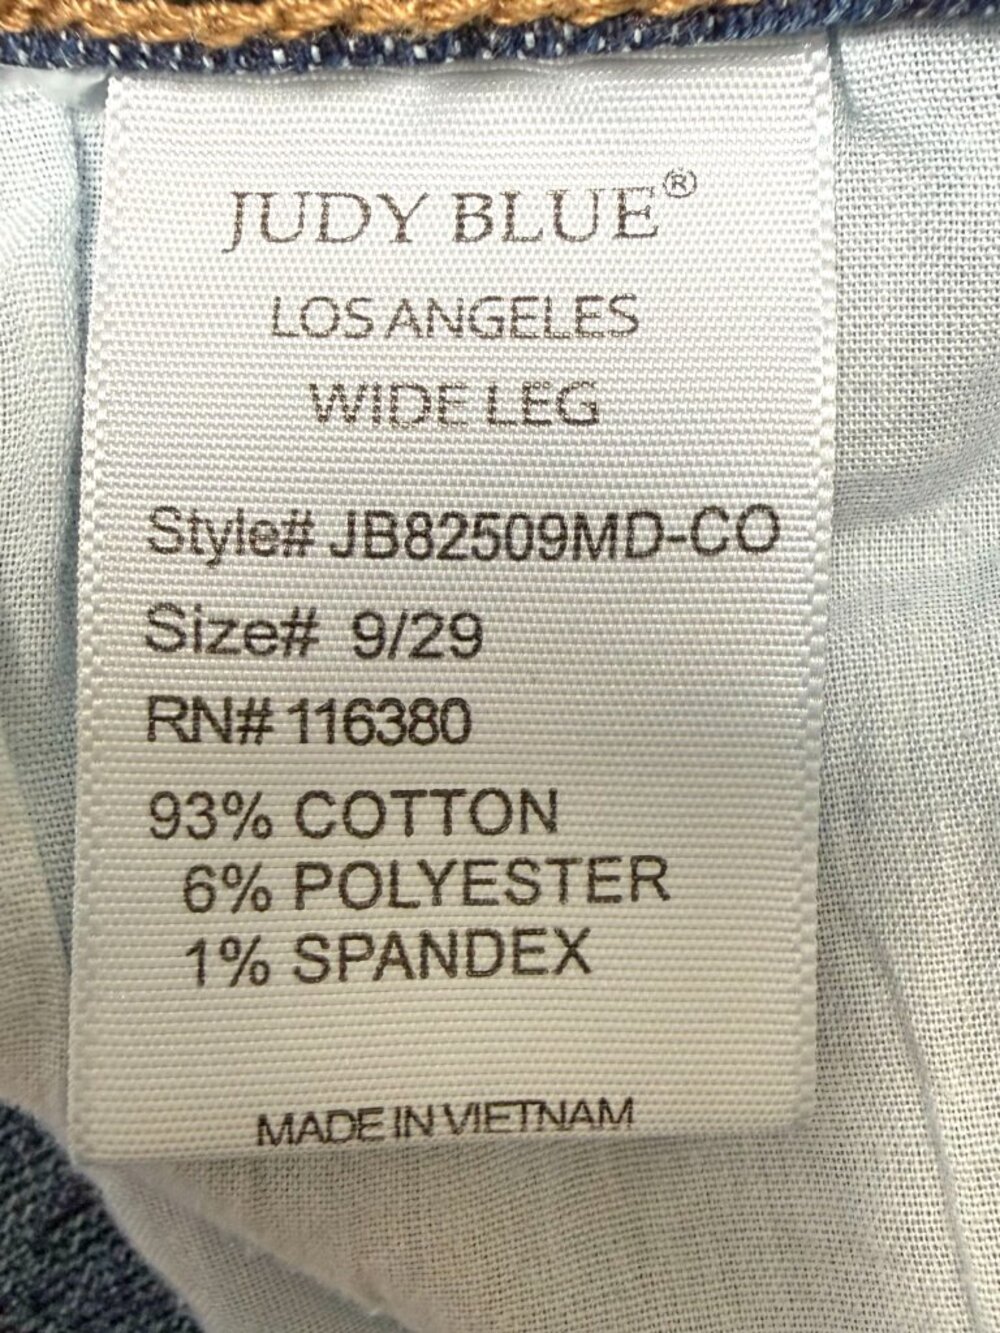 JUDY BLUE®
LOS ANGELES
WIDE LEG
Style# JB82509MD-CO
Size# 9/29
RN# 116380
93% COTTON
6% POLYESTER
1% SPANDEX
MADE IN VIETNAM